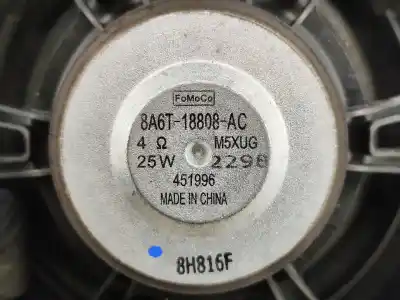 FoMoCo
8A6T-18808-AC
4 Ω M5XUG
25W 2298
451996
MADE IN CHINA
8H816F